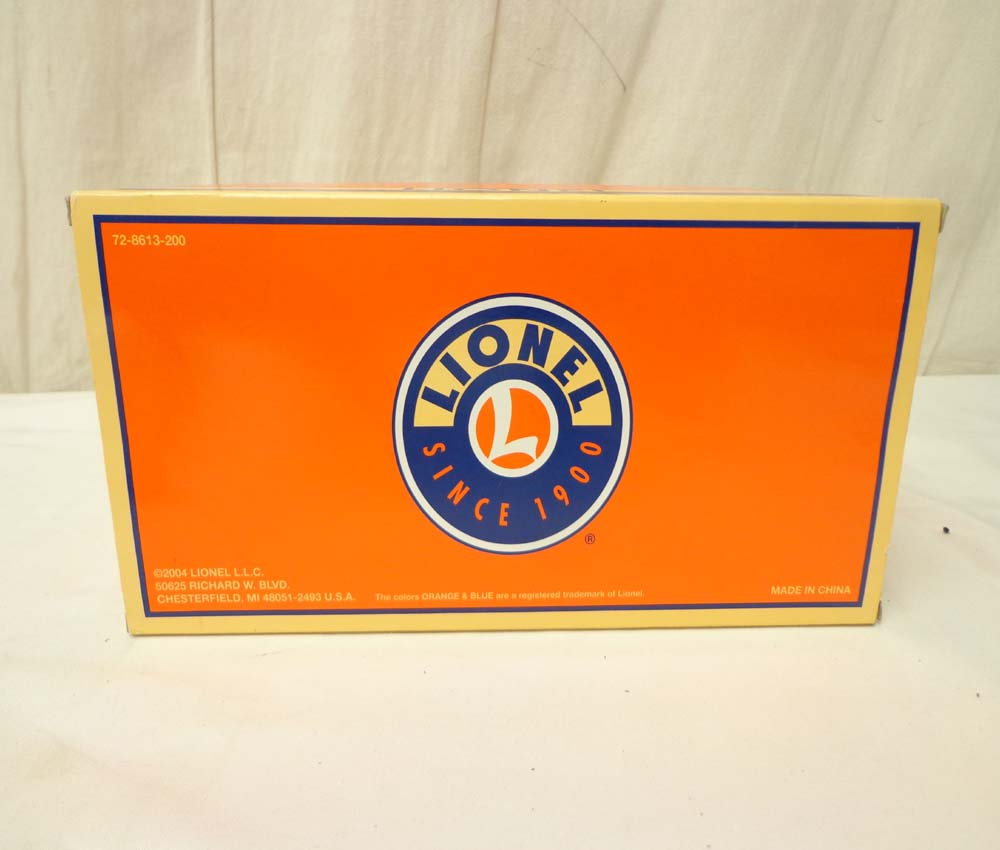 72-8613-200
LIONEL
L
SINCE 1900
®
©2004 LIONEL L.L.C.
50625 RICHARD W. BLVD.
CHESTERFIELD, MI 48051-2493 U.S.A.
The colors ORANGE & BLUE are a registered trademark of Lionel.
MADE IN CHINA